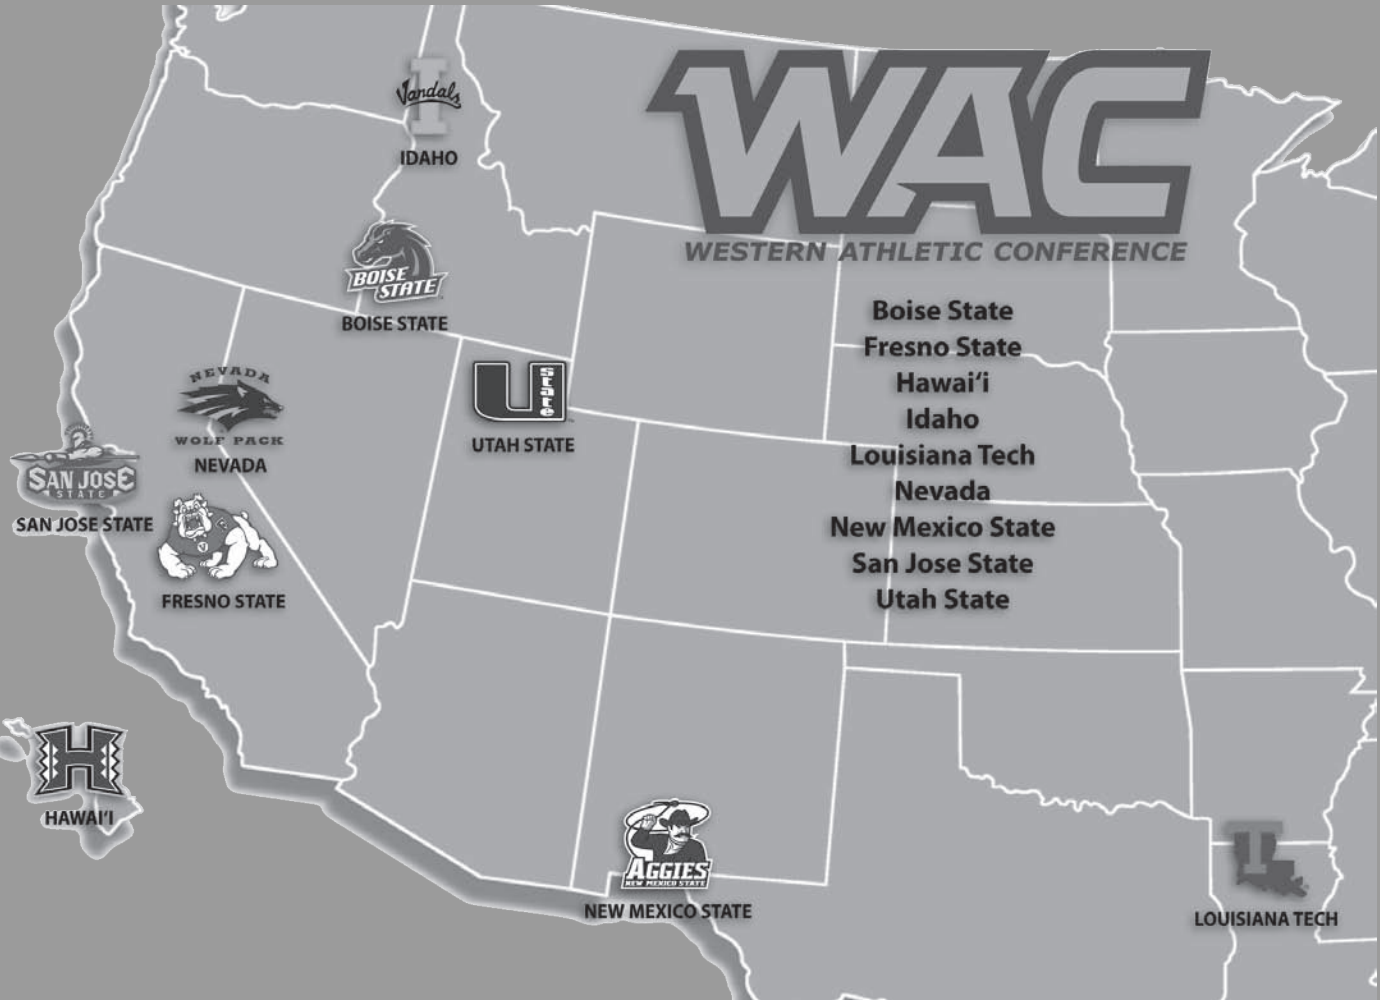 Vandals
IDAHO
WAC
WESTERN ATHLETIC CONFERENCE
BOISE
STATE
BOISE STATE
Boise State
Fresno State
Hawai‘i
Idaho
Louisiana Tech
Nevada
New Mexico State
San Jose State
Utah State
NEVADA
WOLF PACK
NEVADA
U State
UTAH STATE
SAN JOSE
STATE
SAN JOSE STATE
V
FRESNO STATE
H
HAWAI‘I
AGGIES
NEW MEXICO STATE
NEW MEXICO STATE
T
LOUISIANA TECH